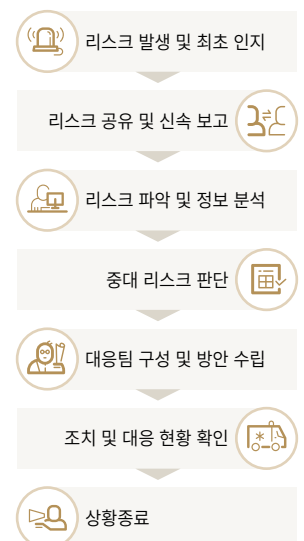 리스크 발생 및 최초 인지
리스크 공유 및 신속 보고
리스크 파악 및 정보 분석
중대 리스크 판단
대응팀 구성 및 방안 수립
조치 및 대응 현황 확인
상황종료